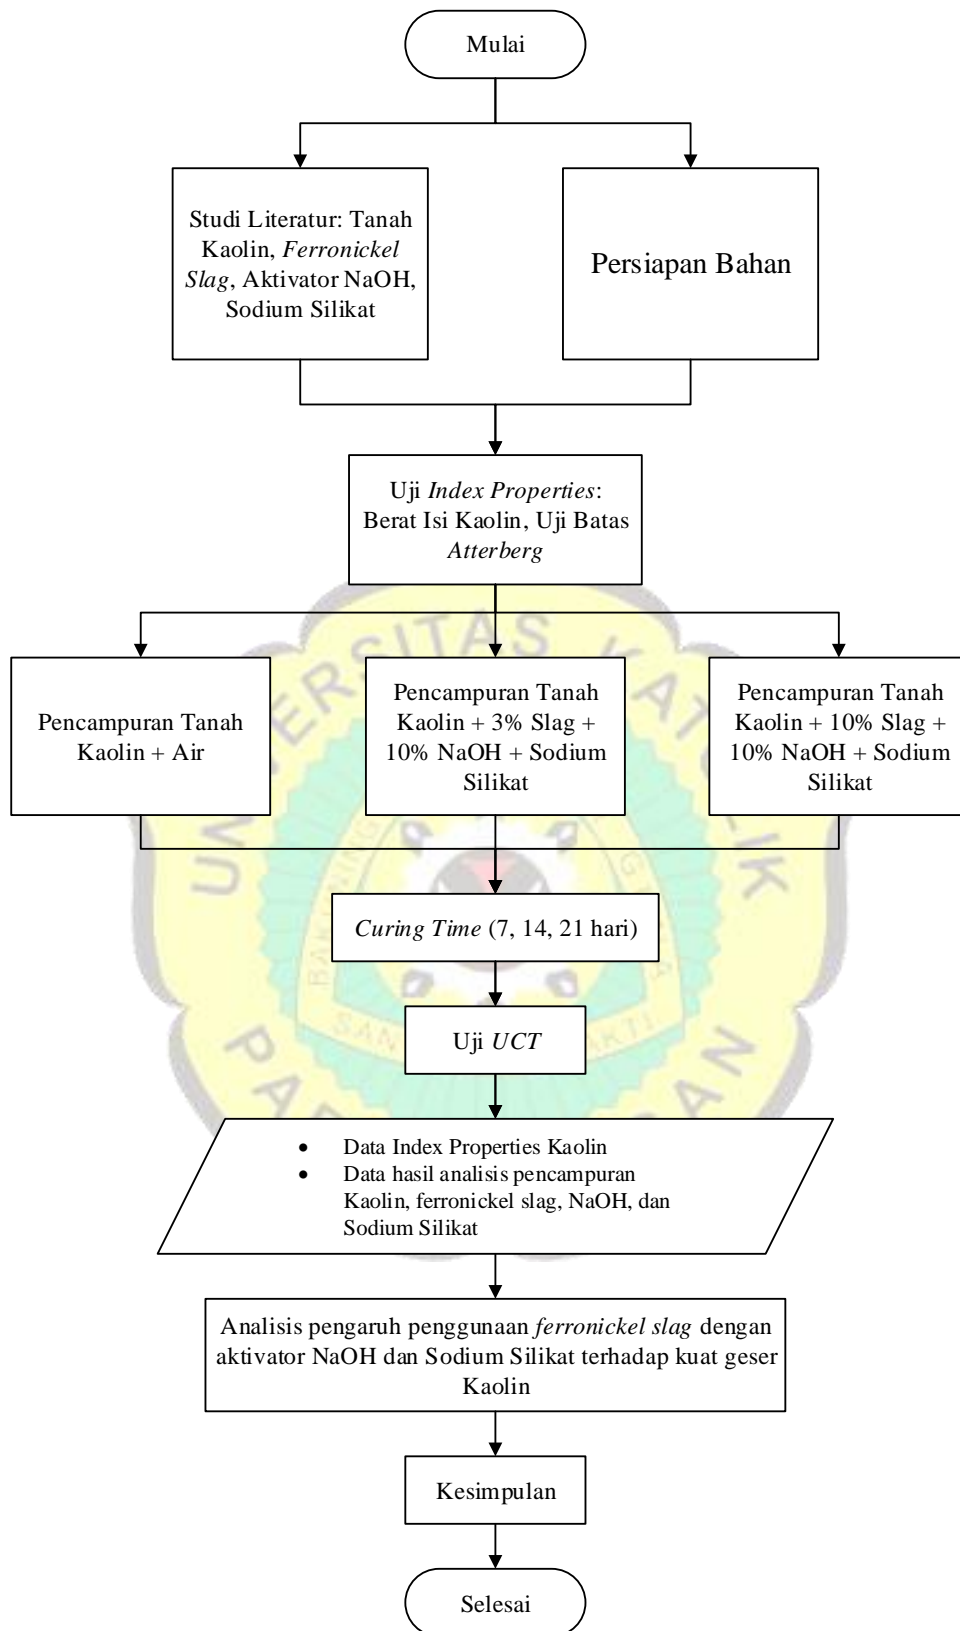 Mulai
Studi Literatur: Tanah
Kaolin, Ferronickel
Slag, Aktivator NaOH,
Sodium Silikat
Persiapan Bahan
Uji Index Properties:
Berat Isi Kaolin, Uji Batas
Atterberg
UNIVERSITAS KATOLIK
Pencampuran Tanah
Kaolin + Air
Pencampuran Tanah
Kaolin + 3% Slag +
10% NaOH + Sodium
Silikat
Pencampuran Tanah
Kaolin + 10% Slag +
10% NaOH + Sodium
Silikat
Curing Time (7, 14, 21 hari)
Uji UCT
• Data Index Properties Kaolin
• Data hasil analisis pencampuran
Kaolin, ferronickel slag, NaOH, dan
Sodium Silikat
Analisis pengaruh penggunaan ferronickel slag dengan
aktivator NaOH dan Sodium Silikat terhadap kuat geser
Kaolin
Kesimpulan
Selesai